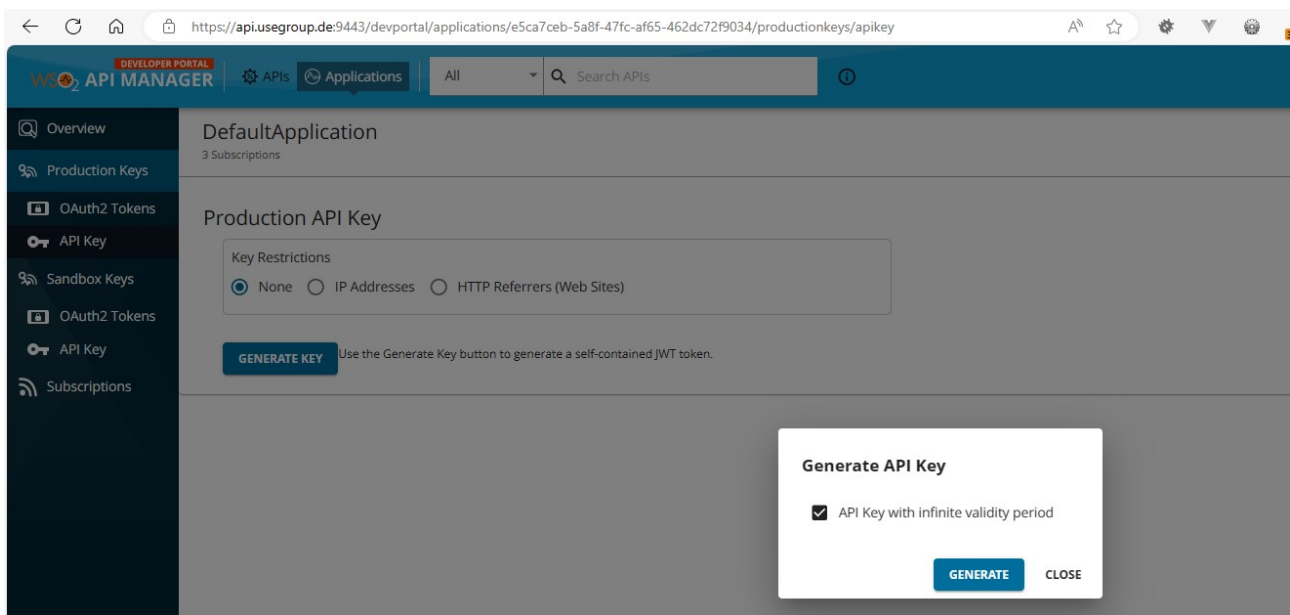 https://api.usegroup.de:9443/devportal/applications/e5ca7ceb-5a8f-47fc-af65-462dc72f9034/productionkeys/apikey
DEVELOPER PORTAL
WSO2 API MANAGER
APIs
Applications
All
Search APIs
Overview
Production Keys
OAuth2 Tokens
API Key
Sandbox Keys
OAuth2 Tokens
API Key
Subscriptions
DefaultApplication
3 Subscriptions
Production API Key
Key Restrictions
None
IP Addresses
HTTP Referrers (Web Sites)
GENERATE KEY
Use the Generate Key button to generate a self-contained JWT token.
Generate API Key
API Key with infinite validity period
GENERATE
CLOSE